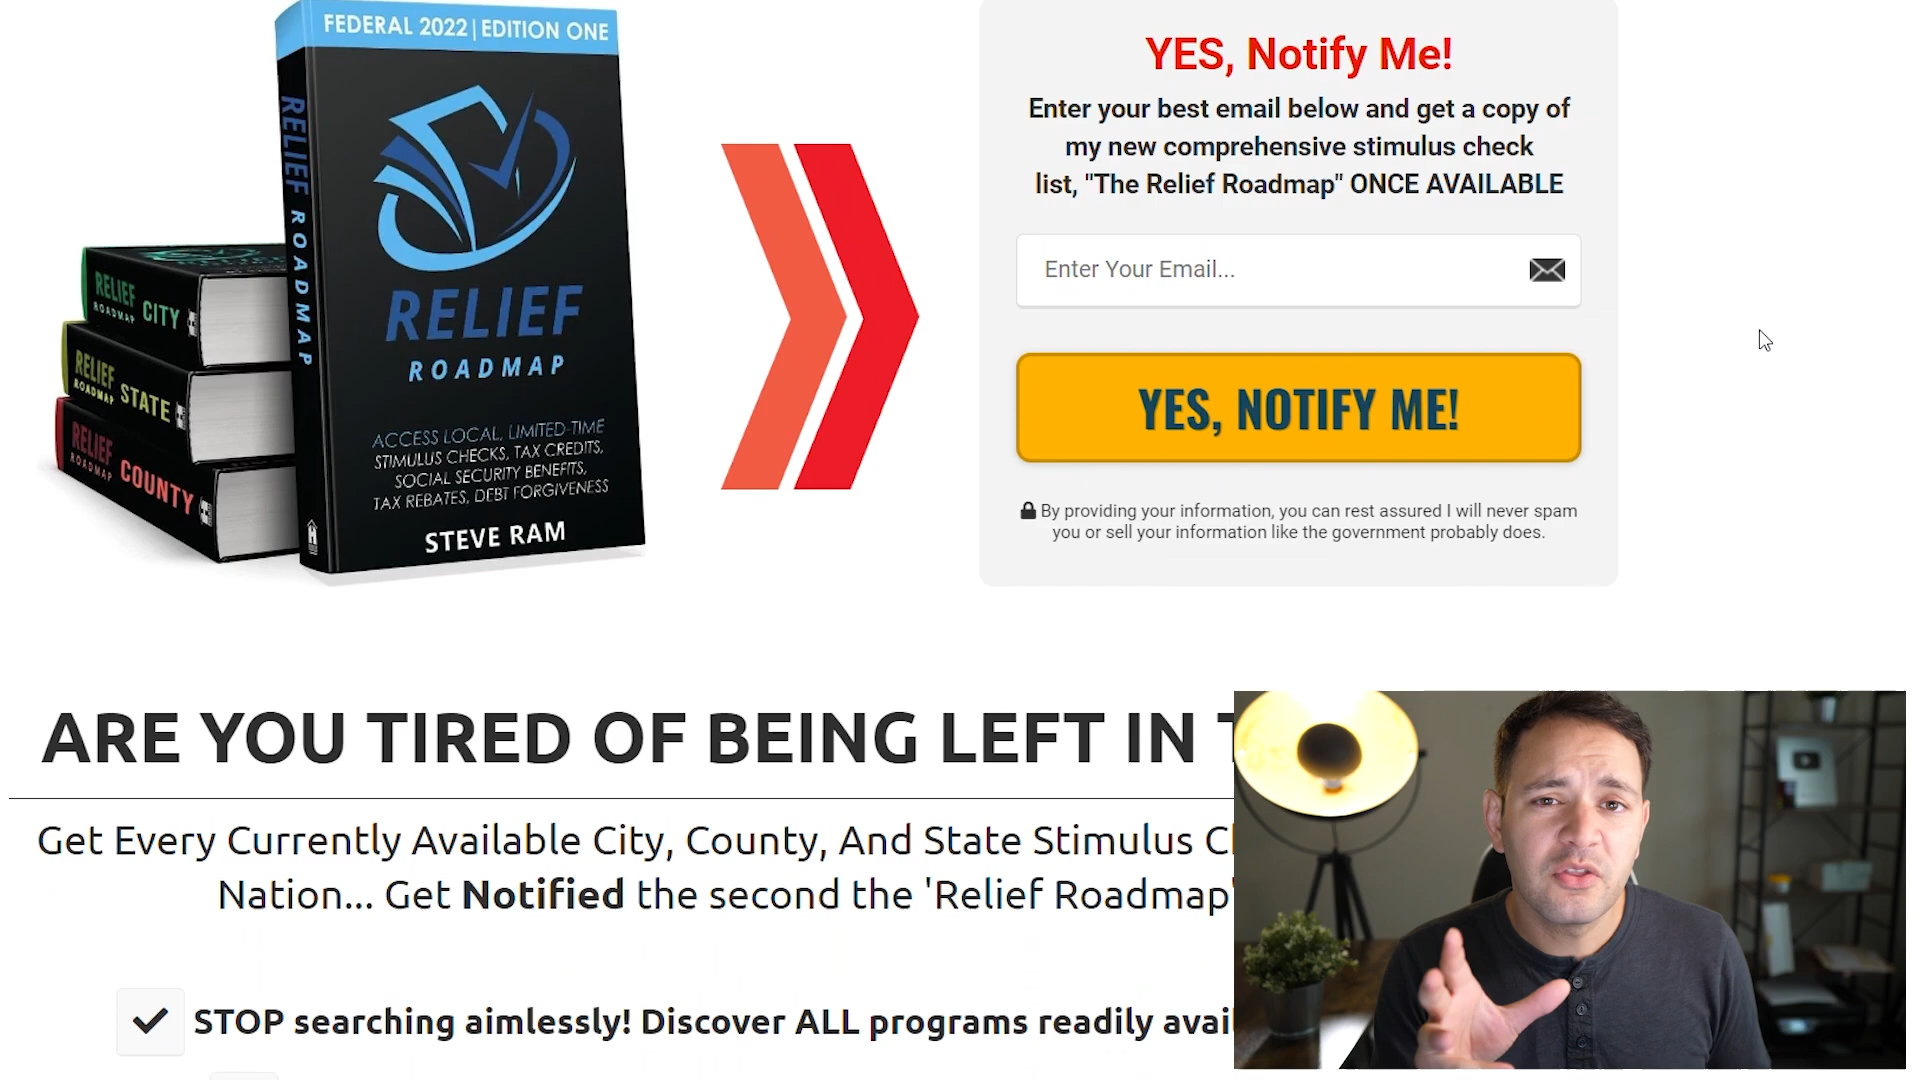 FEDERAL 2022 | EDITION ONE
RELIEF ROADMAP
RELIEF
ROADMAP
ACCESS LOCAL, LIMITED-TIME
STIMULUS CHECKS, TAX CREDITS,
SOCIAL SECURITY BENEFITS,
TAX REBATES, DEBT FORGIVENESS
STEVE RAM
RELIEF
ROADMAP
CITY
RELIEF
ROADMAP
STATE
RELIEF
ROADMAP
COUNTY
YES, Notify Me!
Enter your best email below and get a copy of
my new comprehensive stimulus check
list, "The Relief Roadmap" ONCE AVAILABLE
Enter Your Email...
YES, NOTIFY ME!
By providing your information, you can rest assured I will never spam
you or sell your information like the government probably does.
ARE YOU TIRED OF BEING LEFT IN
Get Every Currently Available City, County, And State Stimulus
Nation... Get Notified the second the 'Relief Roadmap'
STOP searching aimlessly! Discover ALL programs readily